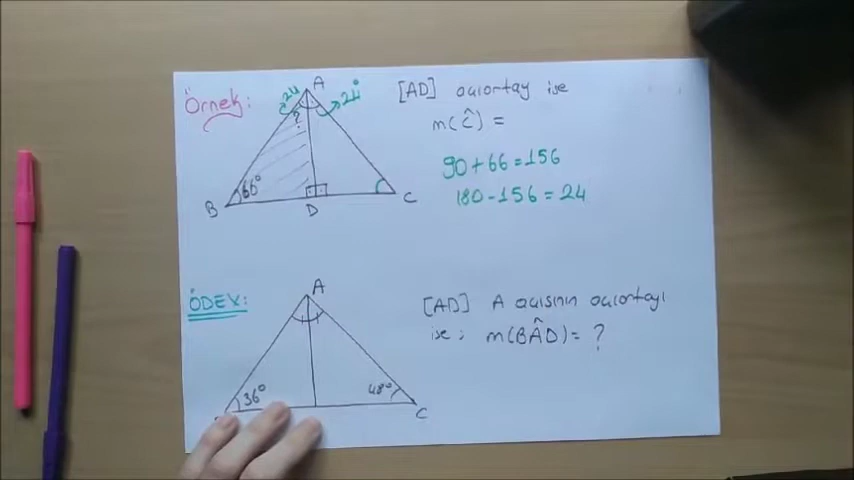 Örnek:
A
24
24°
?
66°
B
D
C
[AD] açıortay ise
m(Ĉ) =
90+66=156
180-156=24
ÖDEX:
A
36°
48°
C
[AD] A açısının açıortayı
ise; m(BÂD)= ?